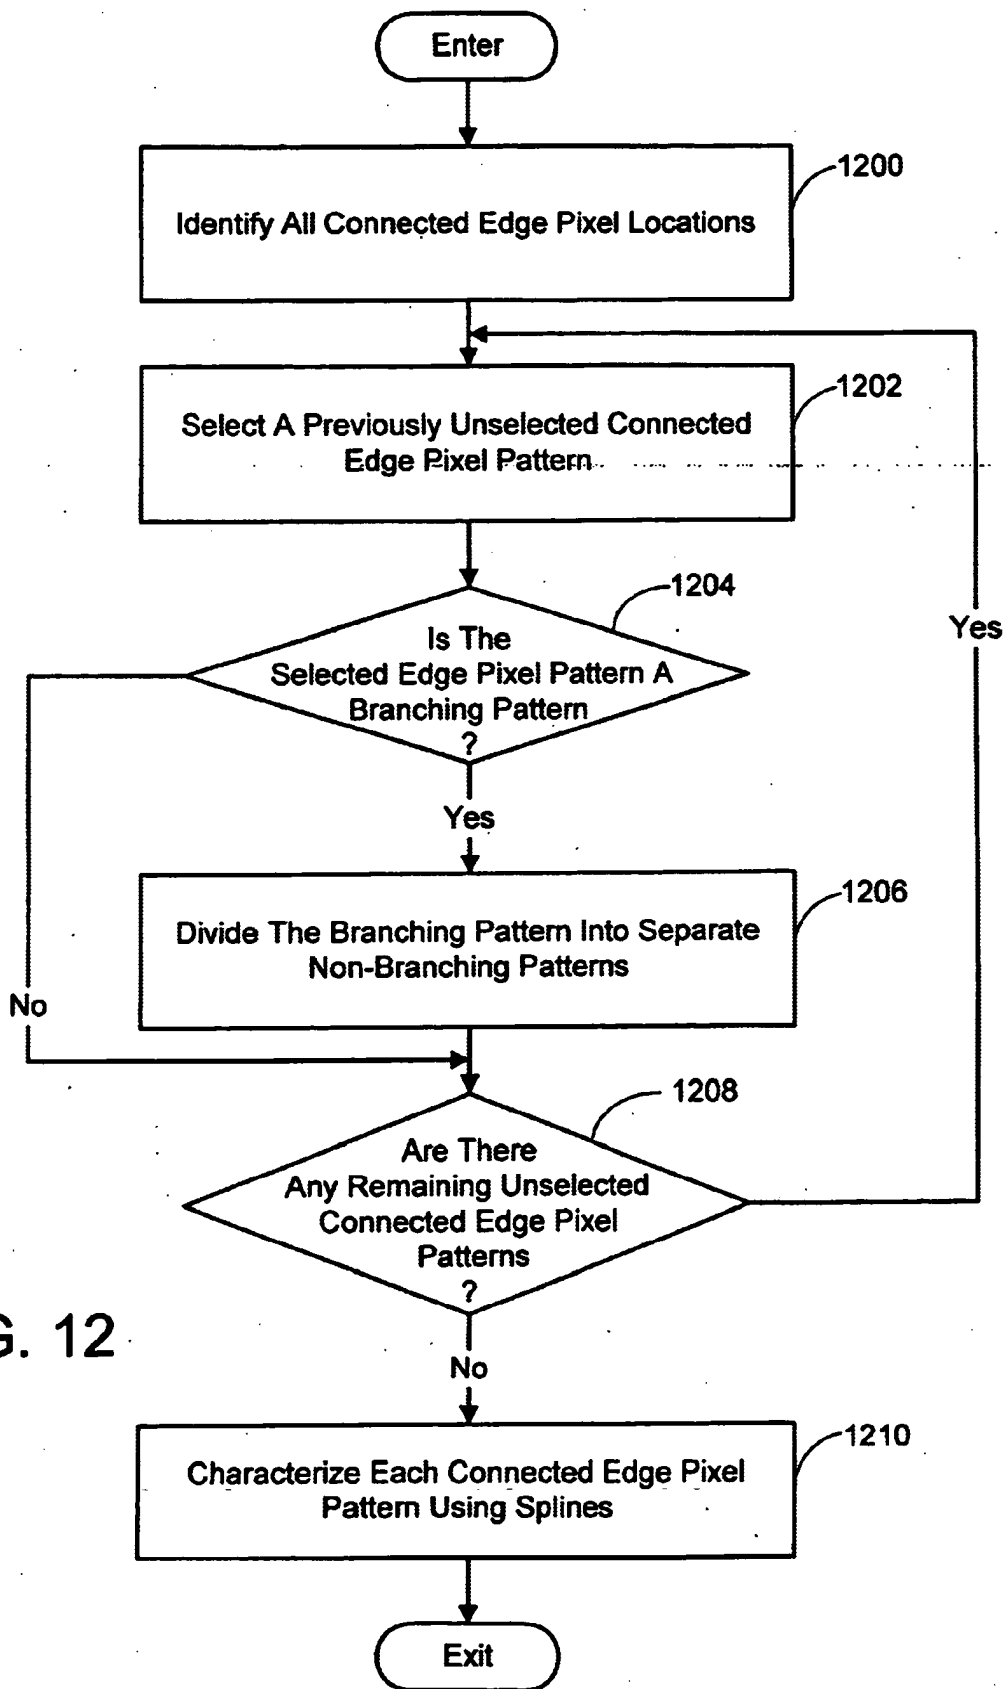 Enter
1200
Identify All Connected Edge Pixel Locations
1202
Select A Previously Unselected Connected
Edge Pixel Pattern
1204
Is The
Selected Edge Pixel Pattern A
Branching Pattern
?
Yes
Yes
1206
Divide The Branching Pattern Into Separate
Non-Branching Patterns
No
1208
Are There
Any Remaining Unselected
Connected Edge Pixel
Patterns
?
G. 12
No
1210
Characterize Each Connected Edge Pixel
Pattern Using Splines
Exit